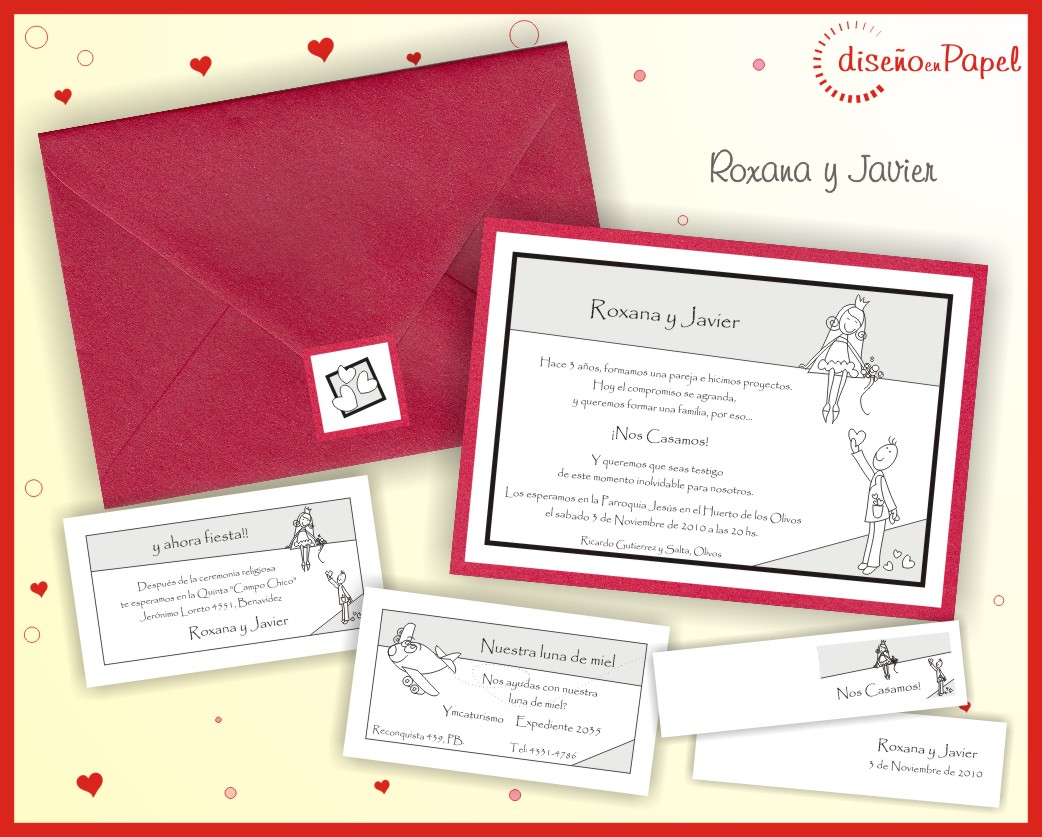 diseño en Papel
Roxana y Javier
Roxana y Javier
Hace 3 años, formamos una pareja e hicimos proyectos.
Hoy el compromiso se agranda,
y queremos formar una familia, por eso...
¡Nos Casamos!
Y queremos que seas testigo
de este momento inolvidable para nosotros.
Los esperamos en la Parroquia Jesús en el Huerto de los Olivos
el sabado 3 de Noviembre de 2010 a las 20 hs.
Ricardo Gutierrez y Salta, Olivos
y ahora fiesta!!
Después de la ceremonia religiosa
te esperamos en la Quinta "Campo Chico"
Jerónimo Loreto 4551, Benavídez
Roxana y Javier
Nuestra luna de miel
Nos ayudas con nuestra
luna de miel?
Ymcaturismo Expediente 2035
Reconquista 439, PB. Tel: 4331-4786
Nos Casamos!
Roxana y Javier
3 de Noviembre de 2010